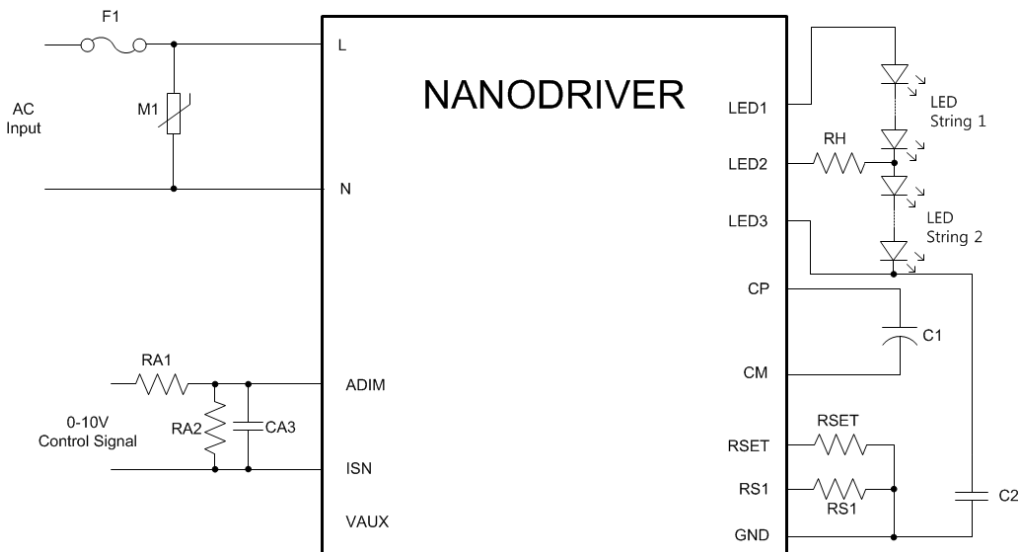 F1
L
NANODRIVER
LED1
LED
String 1
AC
Input
M1
RH
LED2
N
LED3
LED
String 2
CP
C1
CM
RA1
ADIM
0-10V
Control Signal
RA2
CA3
RSET
RSET
ISN
RS1
RS1
C2
VAUX
GND